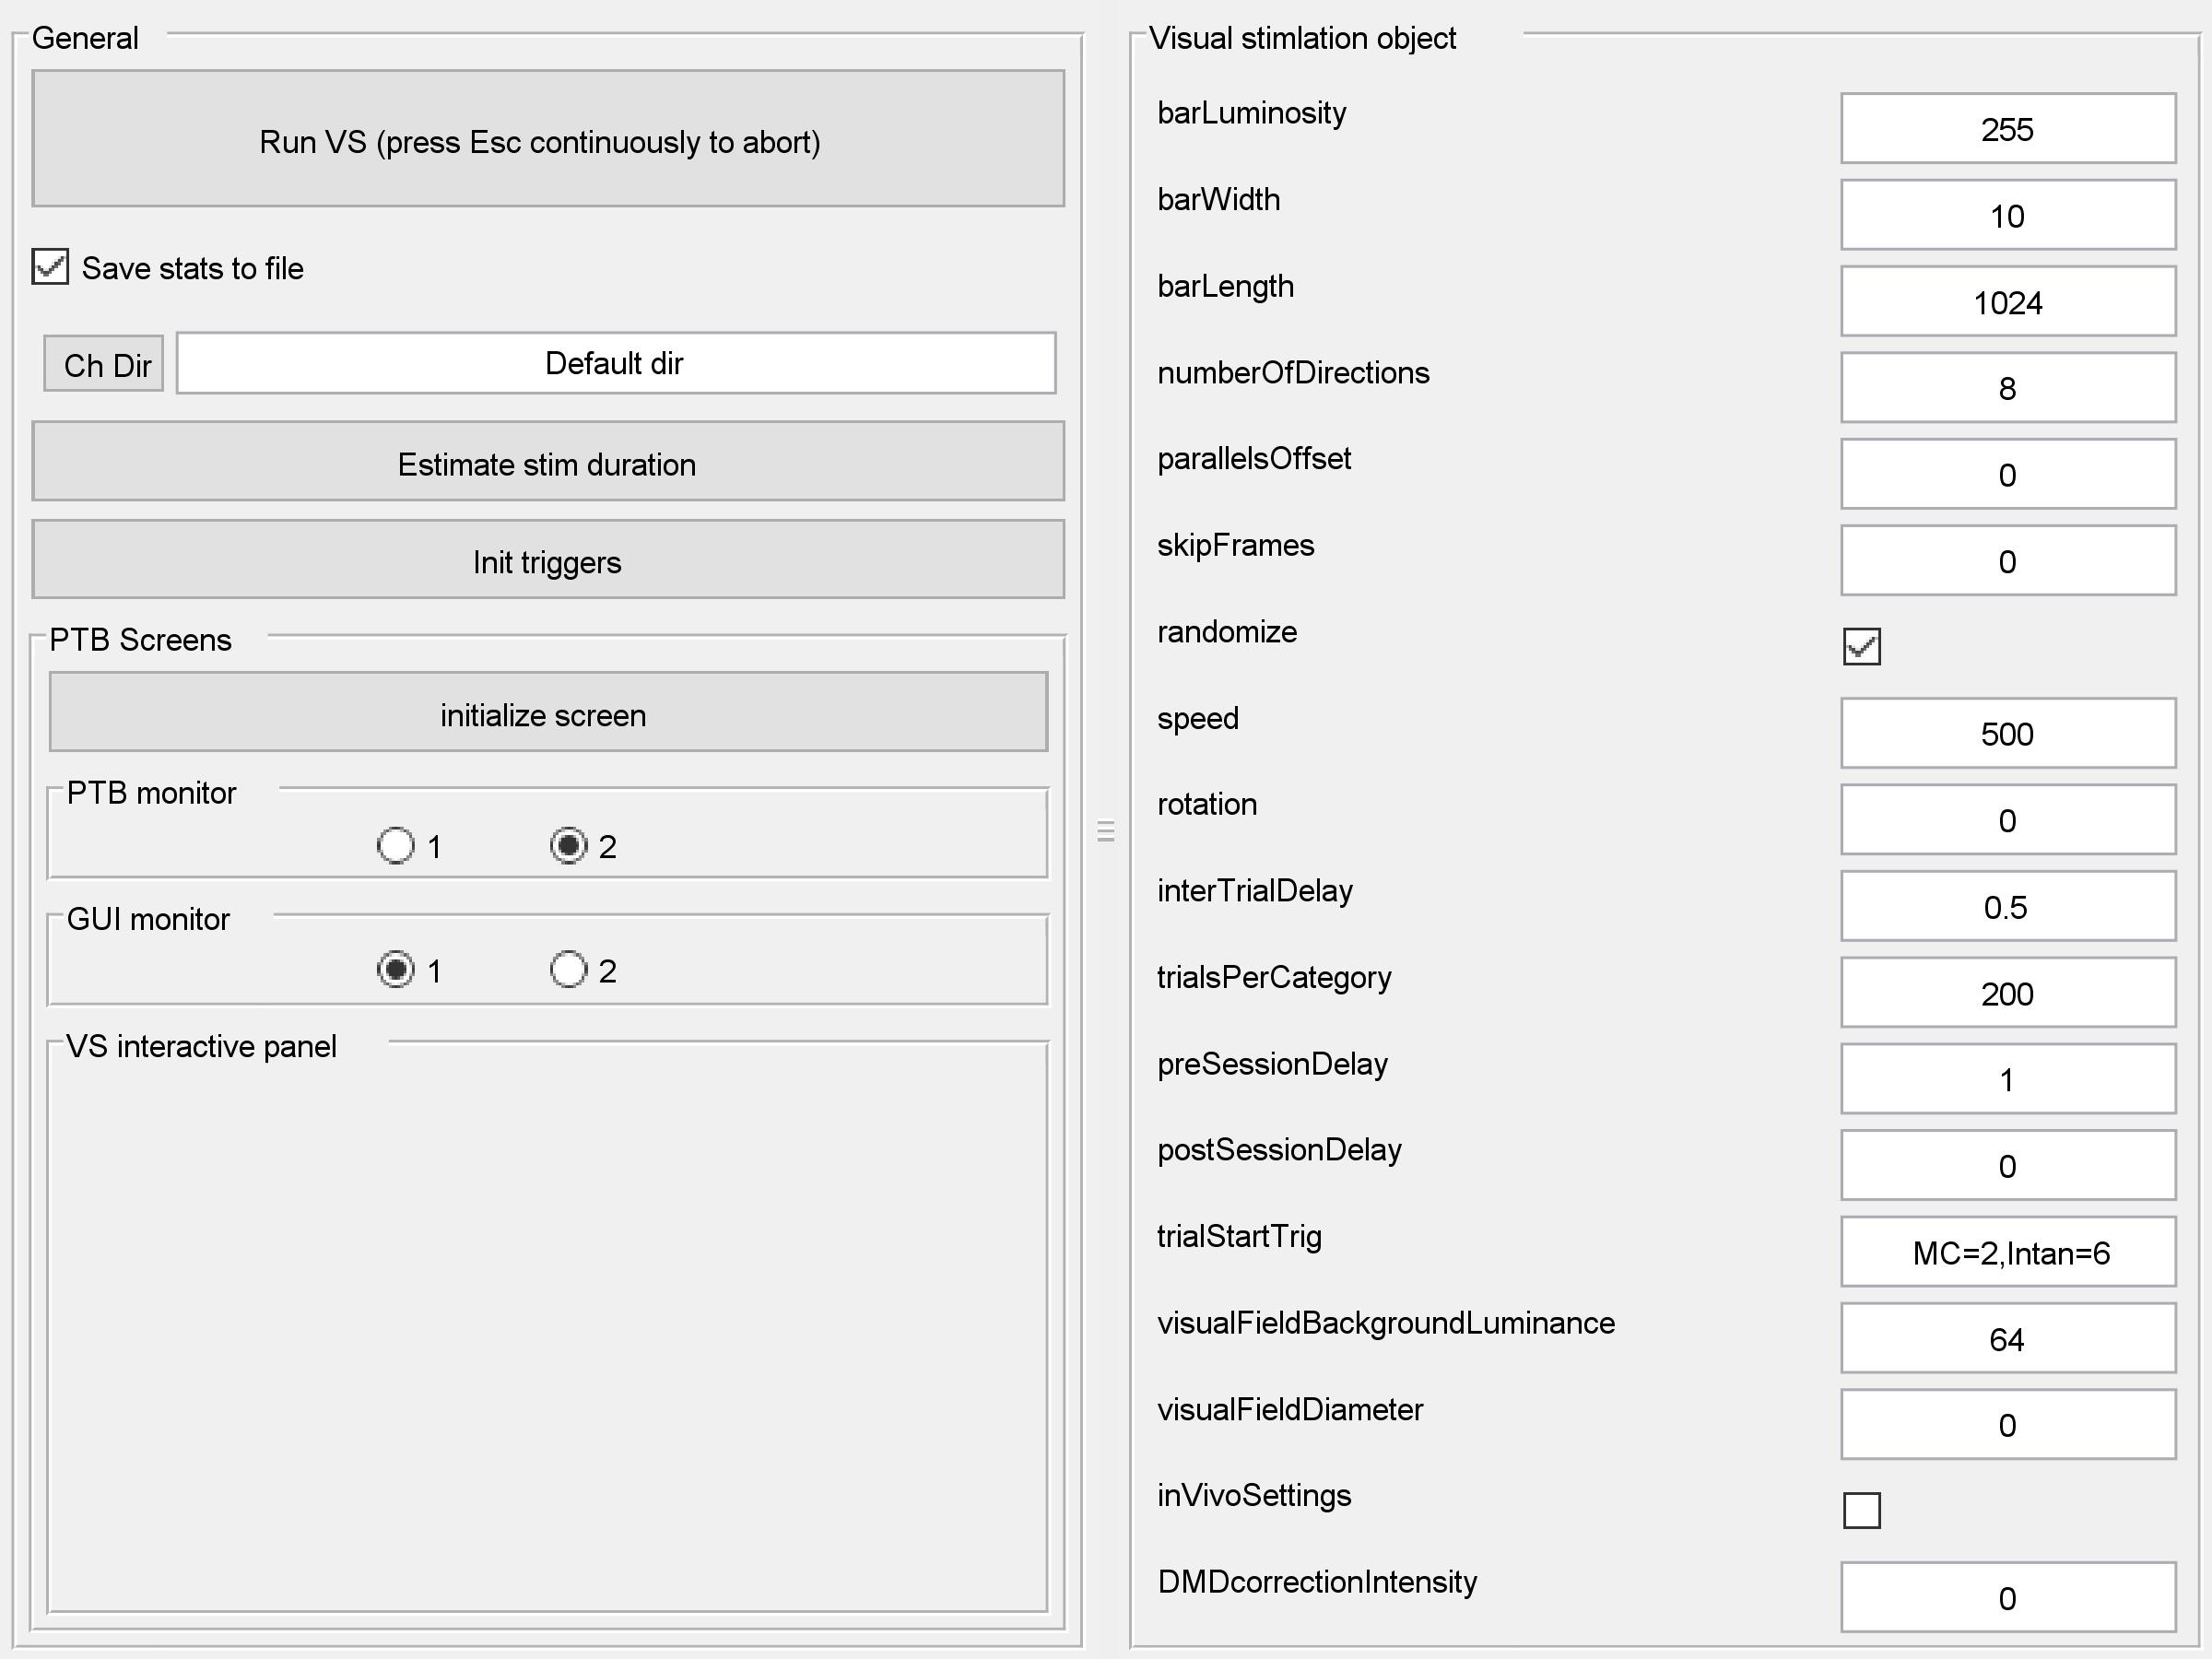 General
Run VS (press Esc continuously to abort)
Save stats to file
Ch Dir
Default dir
Estimate stim duration
Init triggers
PTB Screens
initialize screen
PTB monitor
1 2
GUI monitor
1 2
VS interactive panel
Visual stimlation object
barLuminosity 255
barWidth 10
barLength 1024
numberOfDirections 8
parallelsOffset 0
skipFrames 0
randomize
speed 500
rotation 0
interTrialDelay 0.5
trialsPerCategory 200
preSessionDelay 1
postSessionDelay 0
trialStartTrig MC=2,Intan=6
visualFieldBackgroundLuminance 64
visualFieldDiameter 0
inVivoSettings
DMDcorrectionIntensity 0